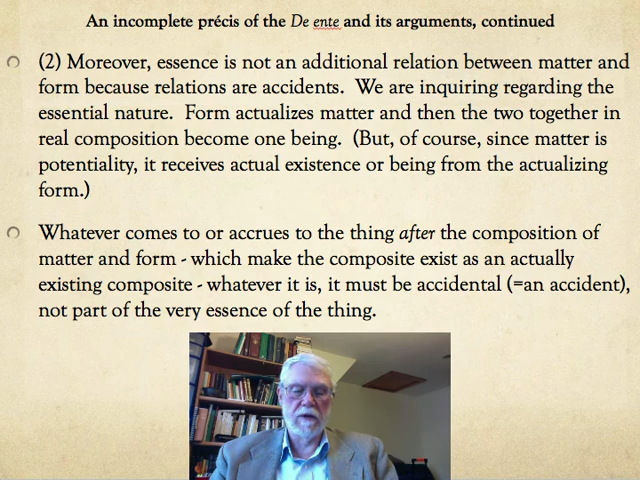 An incomplete précis of the De ente and its arguments, continued
(2) Moreover, essence is not an additional relation between matter and
form because relations are accidents. We are inquiring regarding the
essential nature. Form actualizes matter and then the two together in
real composition become one being. (But, of course, since matter is
potentiality, it receives actual existence or being from the actualizing
form.)
Whatever comes to or accrues to the thing after the composition of
matter and form - which make the composite exist as an actually
existing composite - whatever it is, it must be accidental (=an accident),
not part of the very essence of the thing.